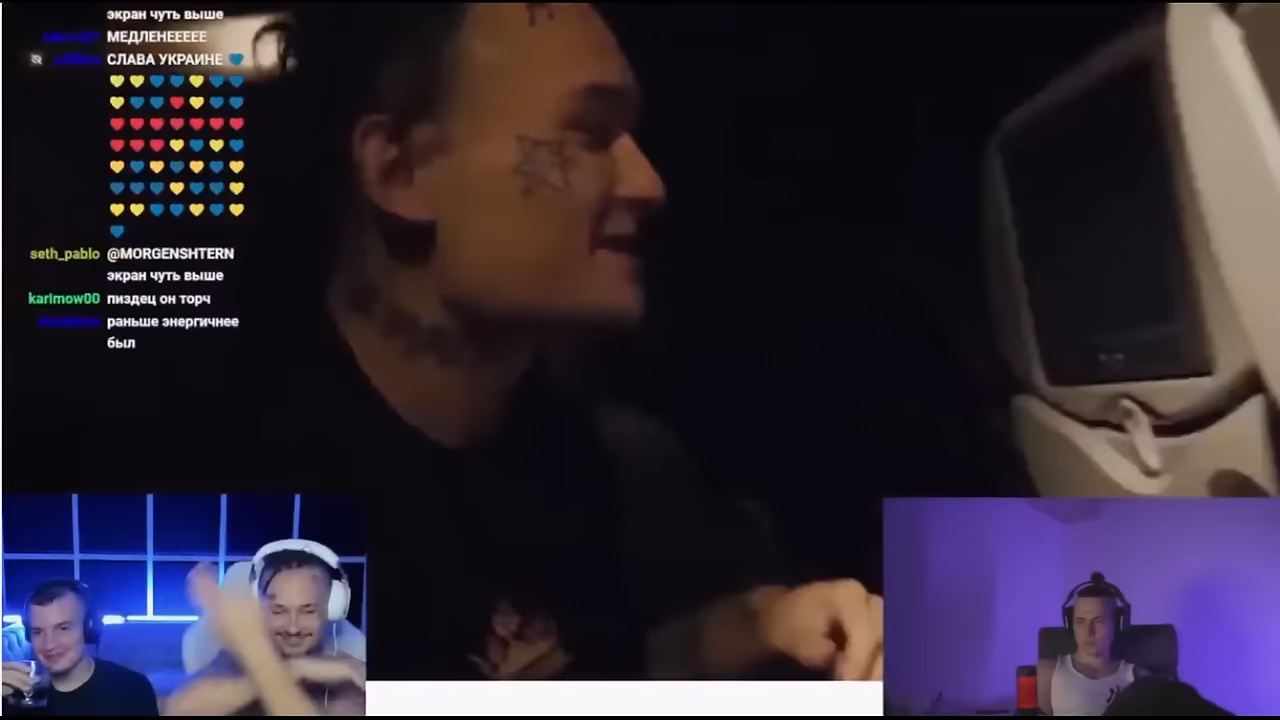 экран чуть выше
МЕДЛЕНЕЕЕЕЕ
СЛАВА УКРАИНЕ
seth_pablo @MORGENSHTERN
экран чуть выше
karimow00 пиздец он торч
раньше энергичнее
был